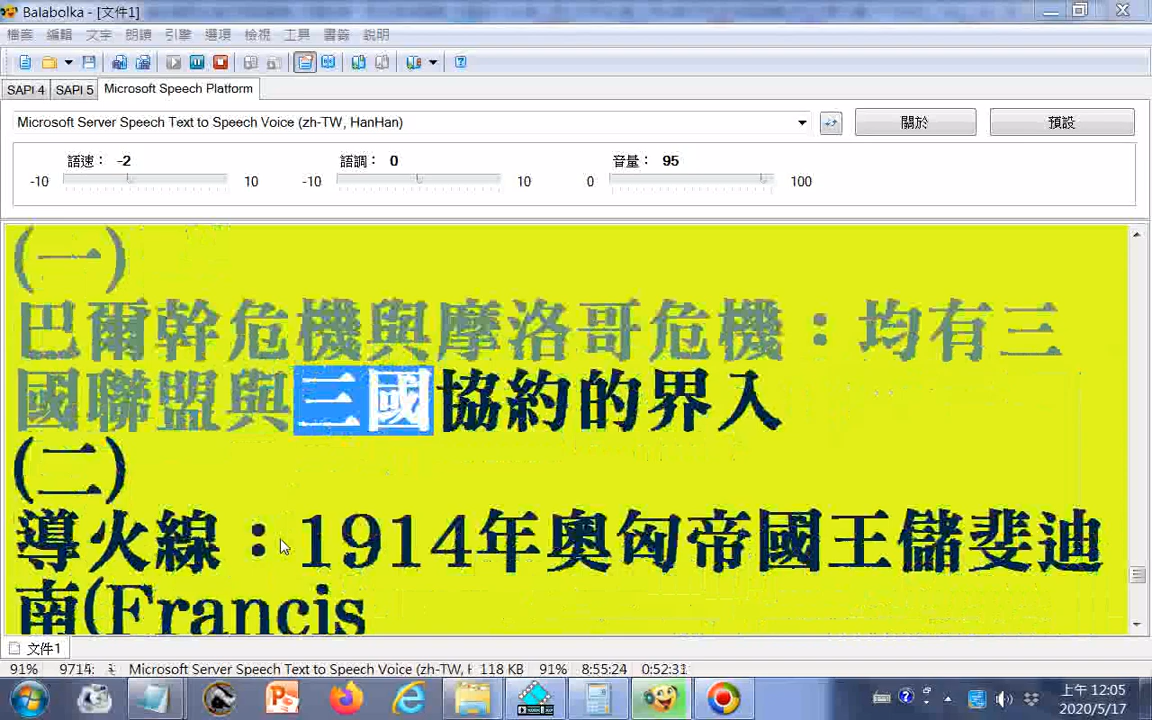 Balabolka - [文件1]
檔案 編輯 文字 朗讀 引擎 選項 檢視 工具 書籤 說明
SAPI 4 SAPI 5 Microsoft Speech Platform
Microsoft Server Speech Text to Speech Voice (zh-TW, HanHan) 關於 預設
語速： -2 語調： 0 音量： 95
-10 10 -10 10 0 100
(一)
巴爾幹危機與摩洛哥危機：均有三
國聯盟與三國協約的界入
(二)
導火線：1914年奧匈帝國王儲斐迪
南(Francis
文件1
91% 9714: Microsoft Server Speech Text to Speech Voice (zh-TW, H 118 KB 91% 8:55:24 0:52:31
上午 12:05
2020/5/17